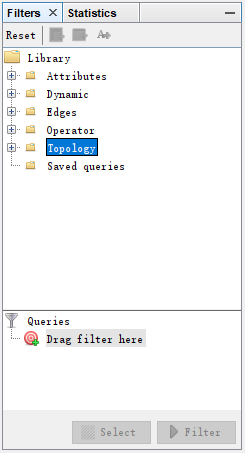 Filters × Statistics
Reset A+
Library
Attributes
Dynamic
Edges
Operator
Topology
Saved queries
Queries
Drag filter here
Select Filter